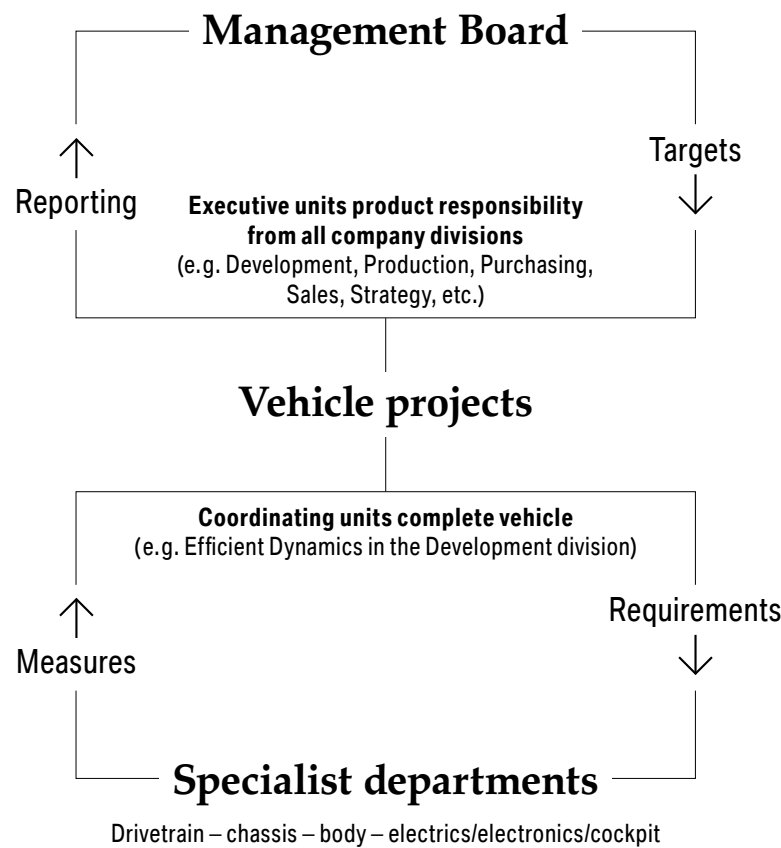 Management Board
Targets
Reporting
Executive units product responsibility
from all company divisions
(e.g. Development, Production, Purchasing,
Sales, Strategy, etc.)
Vehicle projects
Coordinating units complete vehicle
(e.g. Efficient Dynamics in the Development division)
Requirements
Measures
Specialist departments
Drivetrain – chassis – body – electrics/electronics/cockpit